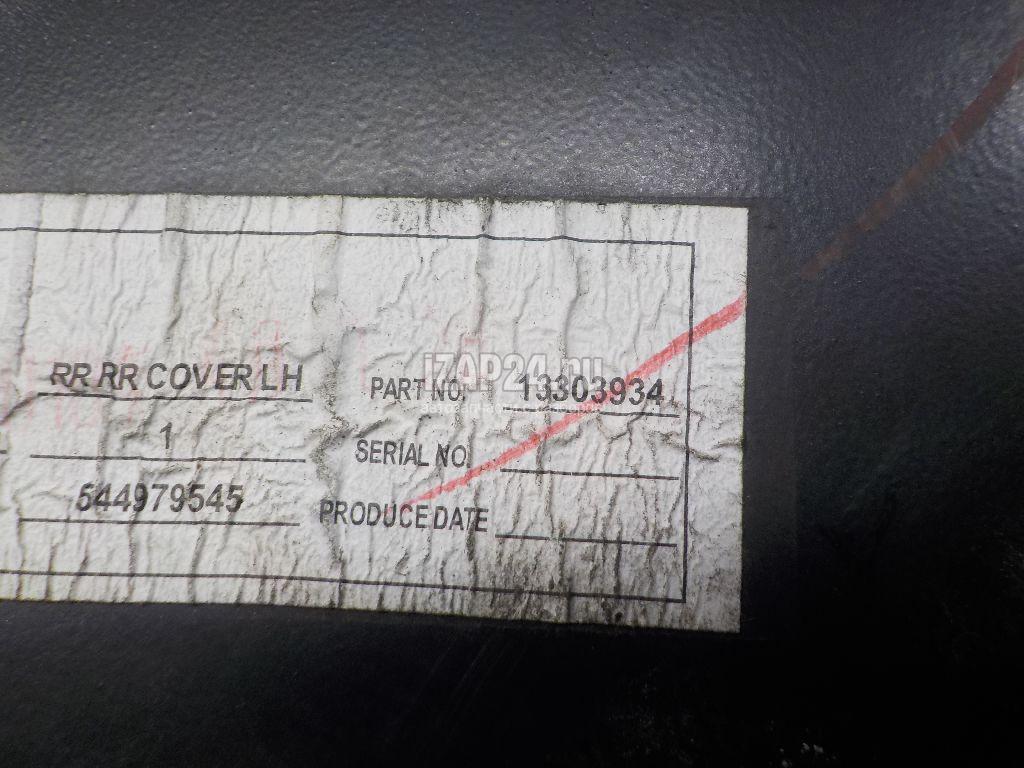 RR RR COVER LH
1
544979545
PART NO. 13303934
SERIAL NO.
PRODUCE DATE
iZAP24.ru